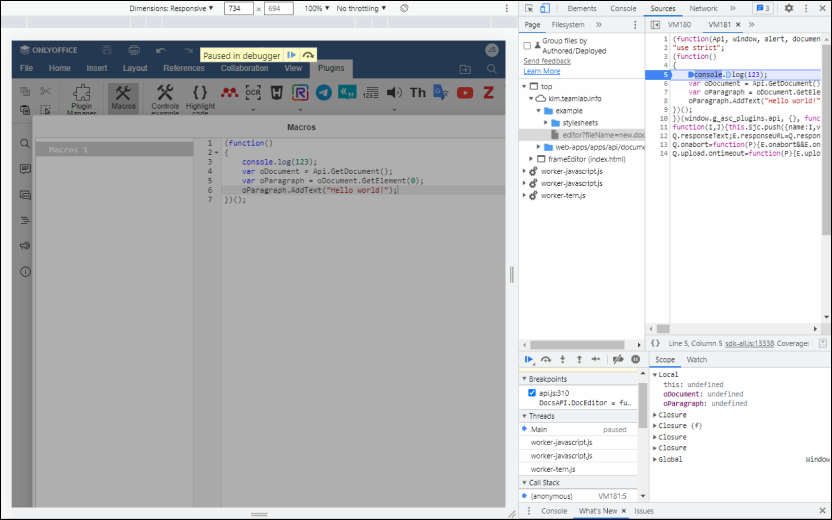 Dimensions: Responsive ▼ 734 × 694 100% ▼ No throttling ▼
ONLYOFFICE
Paused in debugger
JS
File Home Insert Layout References Collaboration View Plugins
Plugin Manager
Macros
Controls example
Highlight code
OCR
Th
Macros
Macros 1
1 (function()
2 {
3 console.log(123);
4 var oDocument = Api.GetDocument();
5 var oParagraph = oDocument.GetElement(0);
6 oParagraph.AddText("Hello world!");
7 })();
Elements Console Sources Network » 3
Page Filesystem »
Group files by
Authored/Deployed
Send feedback
Learn More
top
kim.teamlab.info
example
stylesheets
editor?fileName=new.doc
web-apps/apps/api/docume
frameEditor (index.html)
worker-javascript.js
worker-javascript.js
worker-tern.js
VM180 VM181 × »
1 (function(Api, window, alert, document
2 "use strict";
3 (function()
4 {
5 console.log(123);
6 var oDocument = Api.GetDocument()
7 var oParagraph = oDocument.GetEleme
8 oParagraph.AddText("Hello world!"
9 })();
10 })(window.g_asc_plugins.api, {}, func
11 function(I,J){this.Sjc.push({name:I,v
12 Q.responseText;E.responseURL=Q.respon
13 Q.onabort=function(P){E.onabort&&E.on
14 Q.upload.ontimeout=function(P){E.uplo
{} Line 5, Column 5 sdk-all.js:13338 Coverage:
Breakpoints
api.js:310
DocsAPI.DocEditor = fu…
Threads
Main paused
worker-javascript.js
worker-javascript.js
worker-tern.js
Call Stack
(anonymous) VM181:5
Scope Watch
Local
this: undefined
oDocument: undefined
oParagraph: undefined
Closure
Closure (f)
Closure
Closure
Global Window
Console What's New × Issues